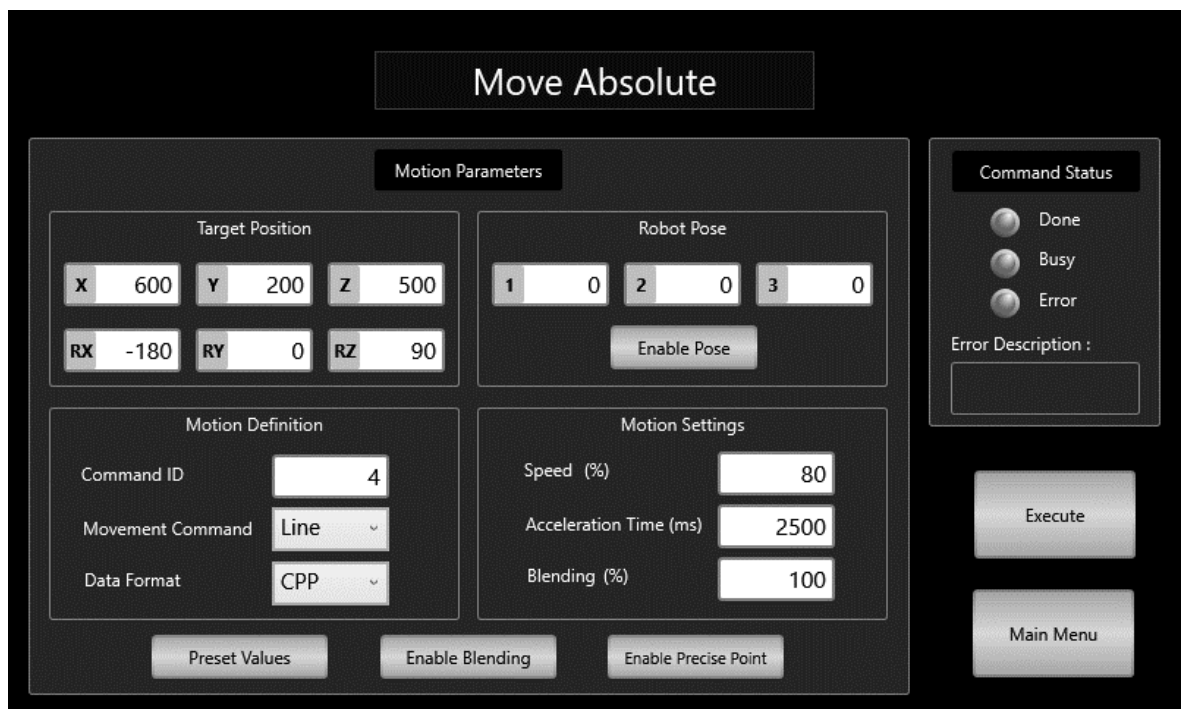 Move Absolute
Motion Parameters
Target Position
X 600 Y 200 Z 500
RX -180 RY 0 RZ 90
Robot Pose
1 0 2 0 3 0
Enable Pose
Motion Definition
Command ID 4
Movement Command Line
Data Format CPP
Motion Settings
Speed (%) 80
Acceleration Time (ms) 2500
Blending (%) 100
Preset Values Enable Blending Enable Precise Point
Command Status
Done
Busy
Error
Error Description :
Execute
Main Menu